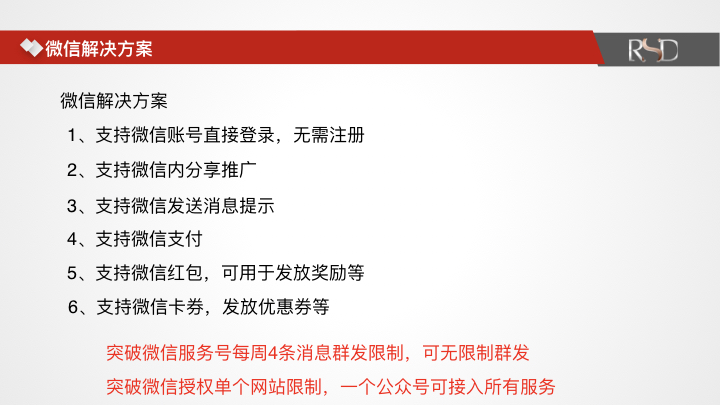 微信解决方案
RSD
微信解决方案
1、支持微信账号直接登录，无需注册
2、支持微信内分享推广
3、支持微信发送消息提示
4、支持微信支付
5、支持微信红包，可用于发放奖励等
6、支持微信卡券，发放优惠券等
突破微信服务号每周4条消息群发限制，可无限制群发
突破微信授权单个网站限制，一个公众号可接入所有服务